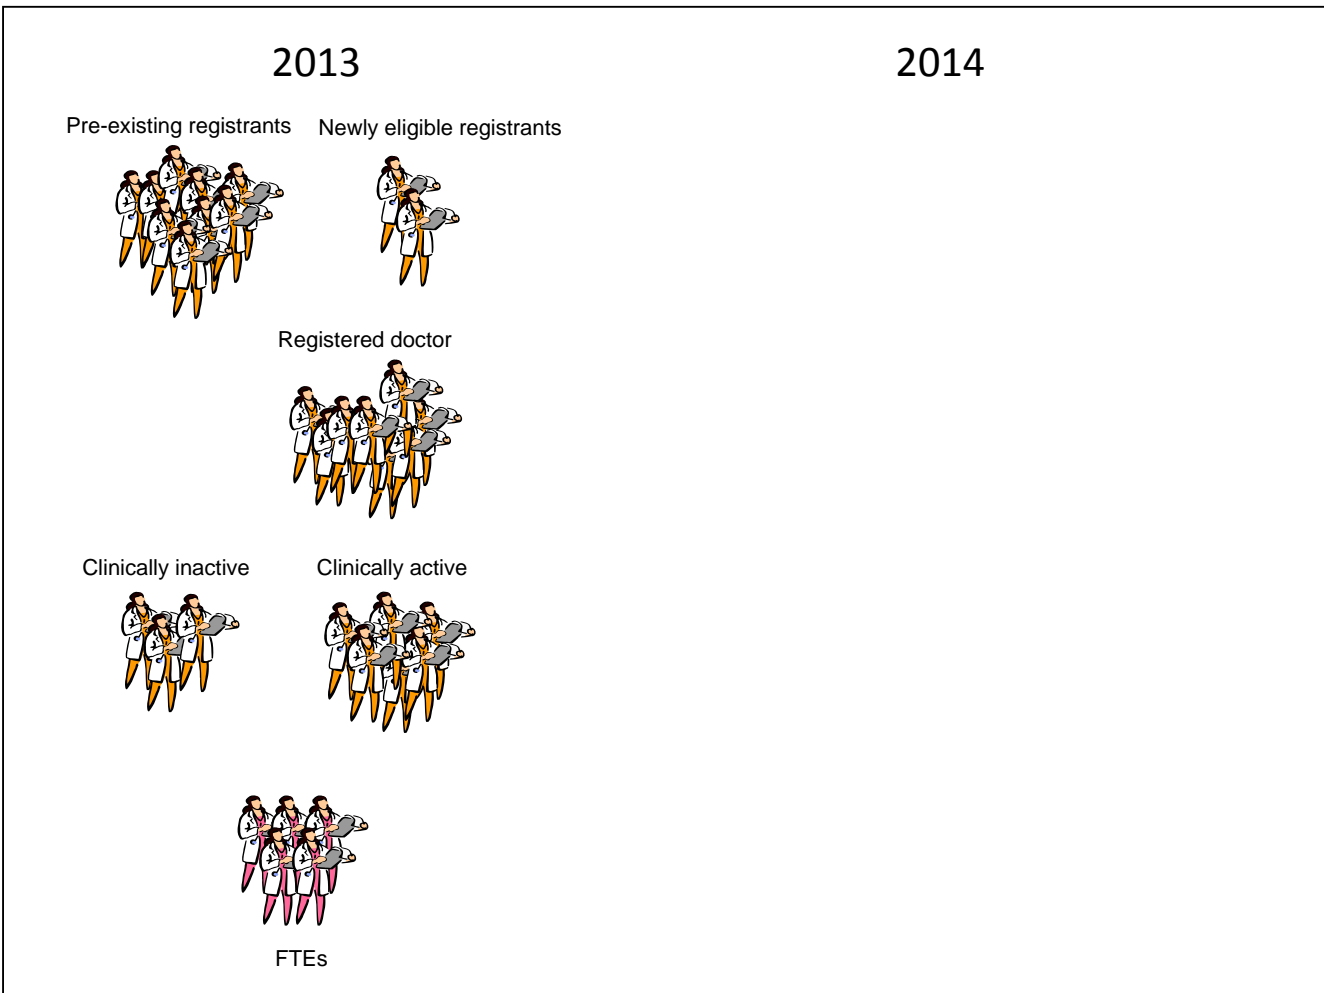 2013
2014
Pre-existing registrants
Newly eligible registrants
Registered doctor
Clinically inactive
Clinically active
FTEs